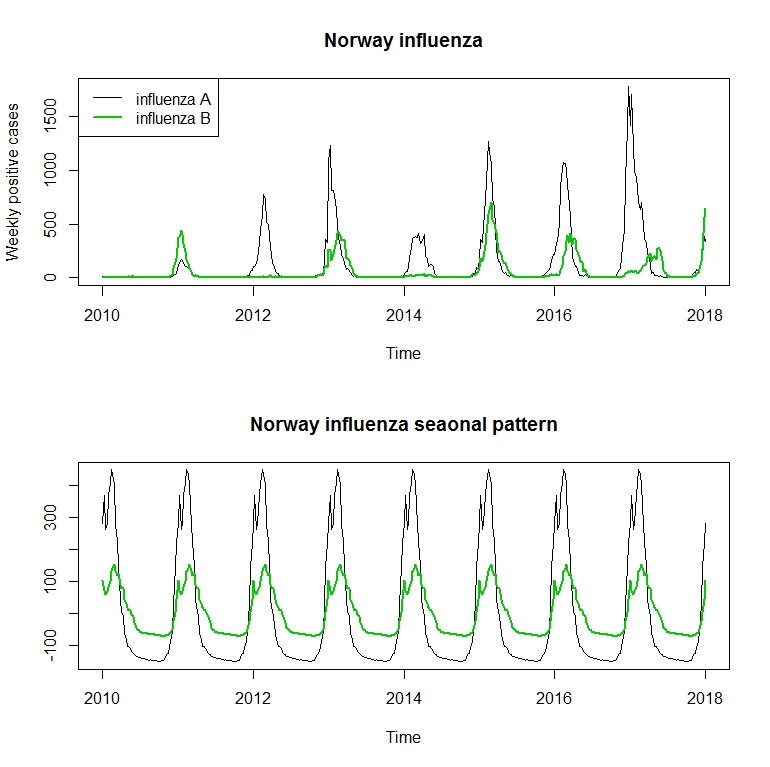 Norway influenza
Weekly positive cases
1500
1000
500
0
influenza A
influenza B
2010 2012 2014 2016 2018
Time
Norway influenza seaonal pattern
300
100
-100
2010 2012 2014 2016 2018
Time